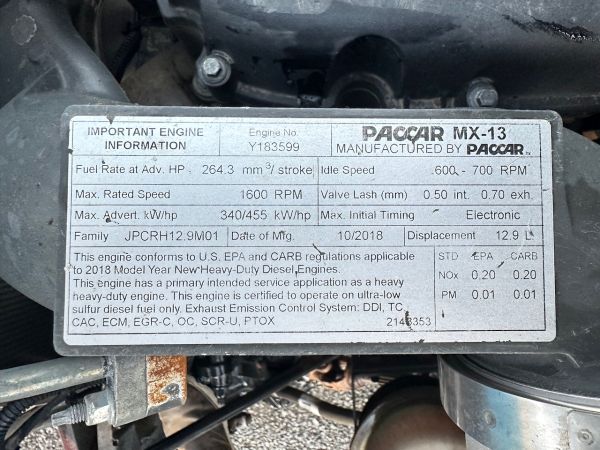 IMPORTANT ENGINE INFORMATION
Engine No. Y183599
PACCAR MX-13
MANUFACTURED BY PACCAR
Fuel Rate at Adv. HP 264.3 mm³/ stroke Idle Speed 600 - 700 RPM
Max. Rated Speed 1600 RPM Valve Lash (mm) 0.50 int. 0.70 exh.
Max. Advert. kW/hp 340/455 kW/hp Max. Initial Timing Electronic
Family JPCRH12.9M01 Date of Mfg. 10/2018 Displacement 12.9 L
This engine conforms to U.S. EPA and CARB regulations applicable
to 2018 Model Year New Heavy-Duty Diesel Engines.
This engine has a primary intended service application as a heavy
heavy-duty engine. This engine is certified to operate on ultra-low
sulfur diesel fuel only. Exhaust Emission Control System: DDI, TC,
CAC, ECM, EGR-C, OC, SCR-U, PTOX
STD EPA CARB
NOx 0.20 0.20
PM 0.01 0.01